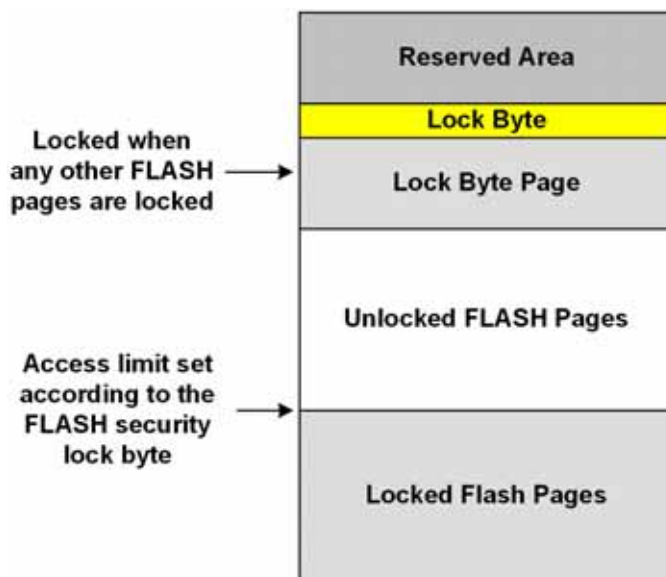 Reserved Area
Lock Byte
Locked when
any other FLASH
pages are locked
Lock Byte Page
Unlocked FLASH Pages
Access limit set
according to the
FLASH security
lock byte
Locked Flash Pages